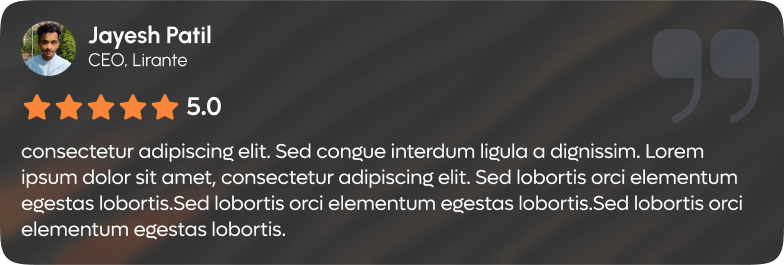 Jayesh Patil
CEO, Lirante
5.0
consectetur adipiscing elit. Sed congue interdum ligula a dignissim. Lorem
ipsum dolor sit amet, consectetur adipiscing elit. Sed lobortis orci elementum
egestas lobortis.Sed lobortis orci elementum egestas lobortis.Sed lobortis orci
elementum egestas lobortis.